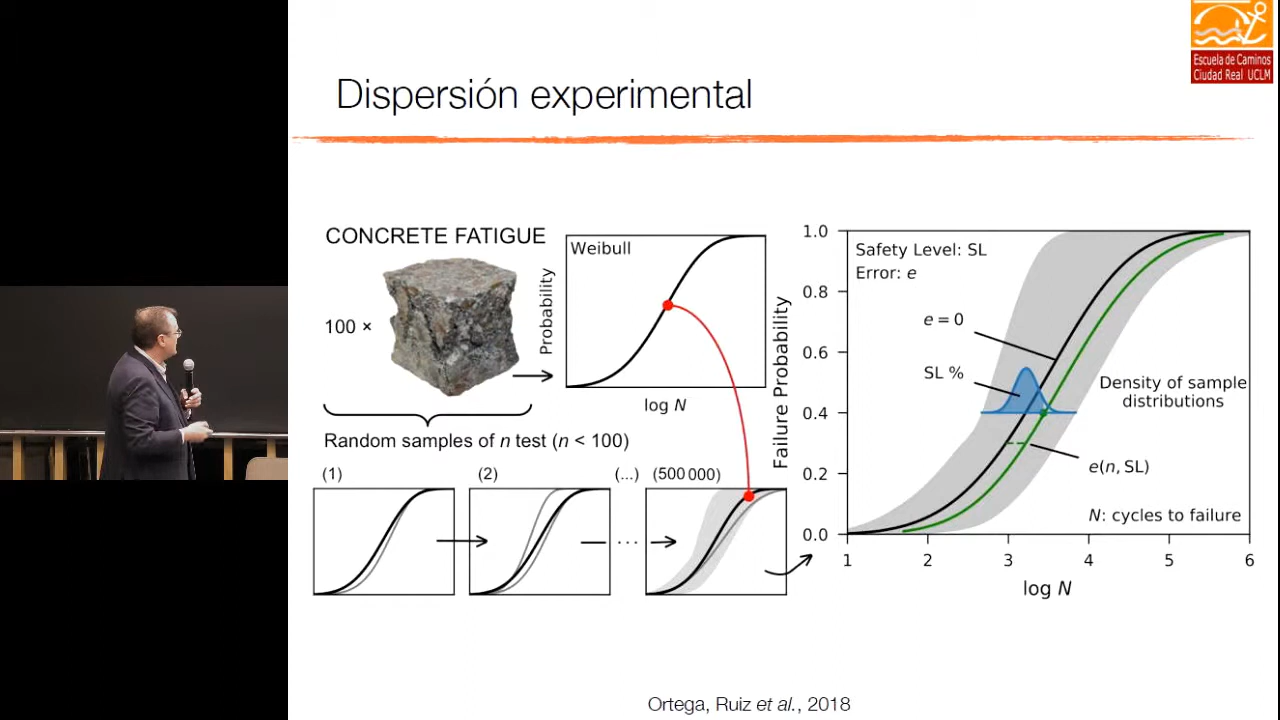 Escuela de Caminos
Ciudad Real UCLM
Dispersión experimental
CONCRETE FATIGUE
100 ×
Weibull
Probability
log N
Random samples of n test (n < 100)
(1)
(2)
(...)
(500 000)
...
Failure Probability
1.0
0.8
0.6
0.4
0.2
0.0
Safety Level: SL
Error: e
e = 0
SL %
Density of sample
distributions
e(n, SL)
N: cycles to failure
1 2 3 4 5 6
log N
Ortega, Ruiz et al., 2018